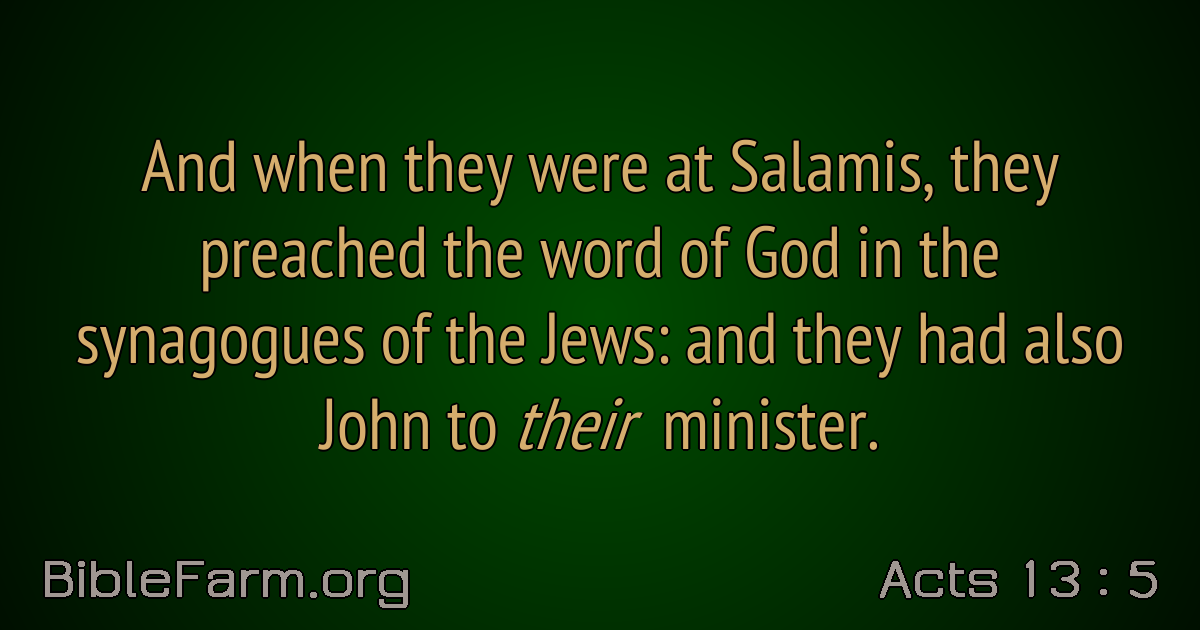 And when they were at Salamis, they
preached the word of God in the
synagogues of the Jews: and they had also
John to their minister.
BibleFarm.org
Acts 13 : 5